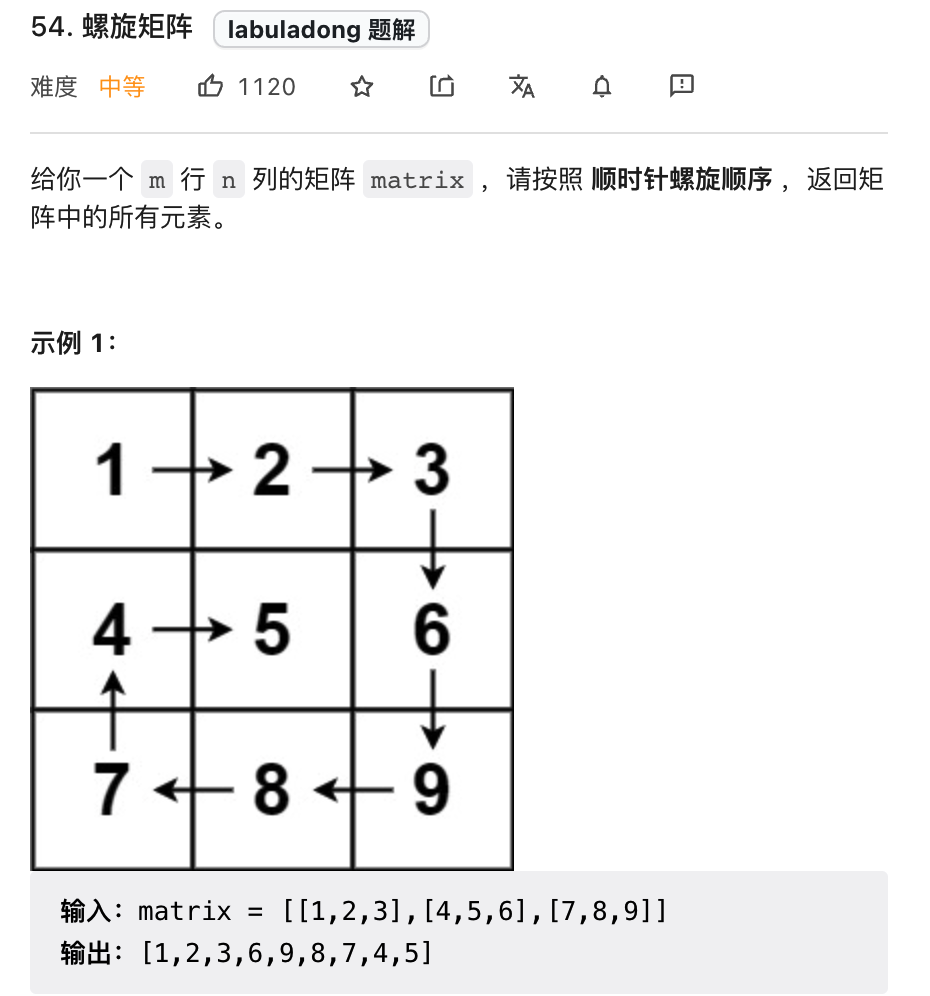 54. 螺旋矩阵 labuladong 题解
难度 中等 1120
给你一个 m 行 n 列的矩阵 matrix ，请按照 顺时针螺旋顺序 ，返回矩
阵中的所有元素。
示例 1：
1 2 3
4 5 6
7 8 9
输入：matrix = [[1,2,3],[4,5,6],[7,8,9]]
输出：[1,2,3,6,9,8,7,4,5]